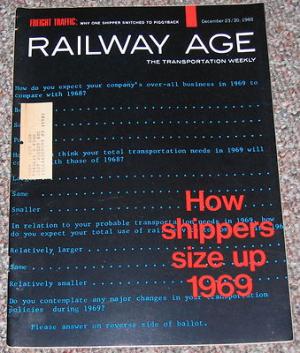 FREIGHT TRAFFIC: WHY ONE SHIPPER SWITCHED TO PIGGYBACK
December 23/30, 1968
RAILWAY AGE
THE TRANSPORTATION WEEKLY
How do you expect your company's over-all business in 1969 to
compare with 1968?
think your total transportation needs in 1969 will
with those of 1968?
Same
Smaller
In relation to your probable transportation needs in 1969, how
do you expect your total use of
Relatively larger
Same
Relatively smaller
Do you contemplate any major changes in your transportation
policies during 1969?
Please answer on reverse side of ballot.
How
shippers
size up
1969